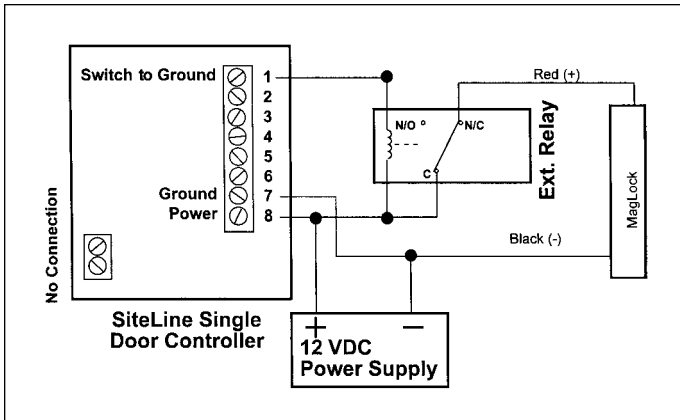 Switch to Ground 1
2
3
4
5
6
Ground 7
Power 8
No Connection
SiteLine Single
Door Controller
N/O
N/C
C
Ext. Relay
Red (+)
MagLock
Black (-)
+ −
12 VDC
Power Supply